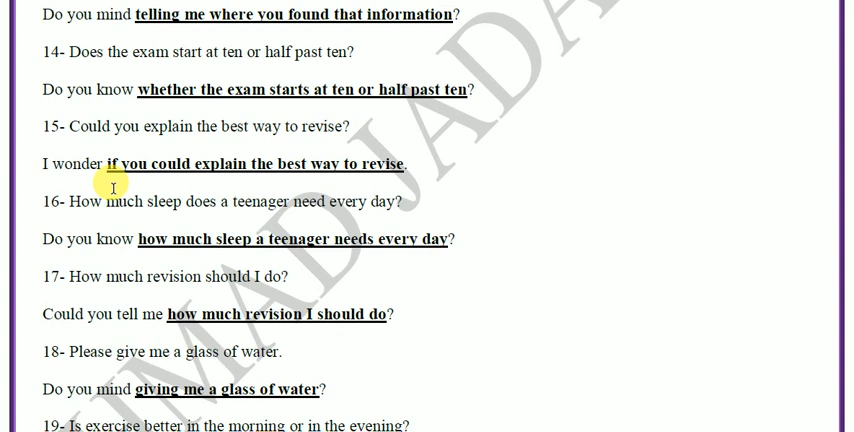 Do you mind telling me where you found that information?
14- Does the exam start at ten or half past ten?
Do you know whether the exam starts at ten or half past ten?
15- Could you explain the best way to revise?
I wonder if you could explain the best way to revise.
16- How much sleep does a teenager need every day?
Do you know how much sleep a teenager needs every day?
17- How much revision should I do?
Could you tell me how much revision I should do?
18- Please give me a glass of water.
Do you mind giving me a glass of water?
19- Is exercise better in the morning or in the evening?